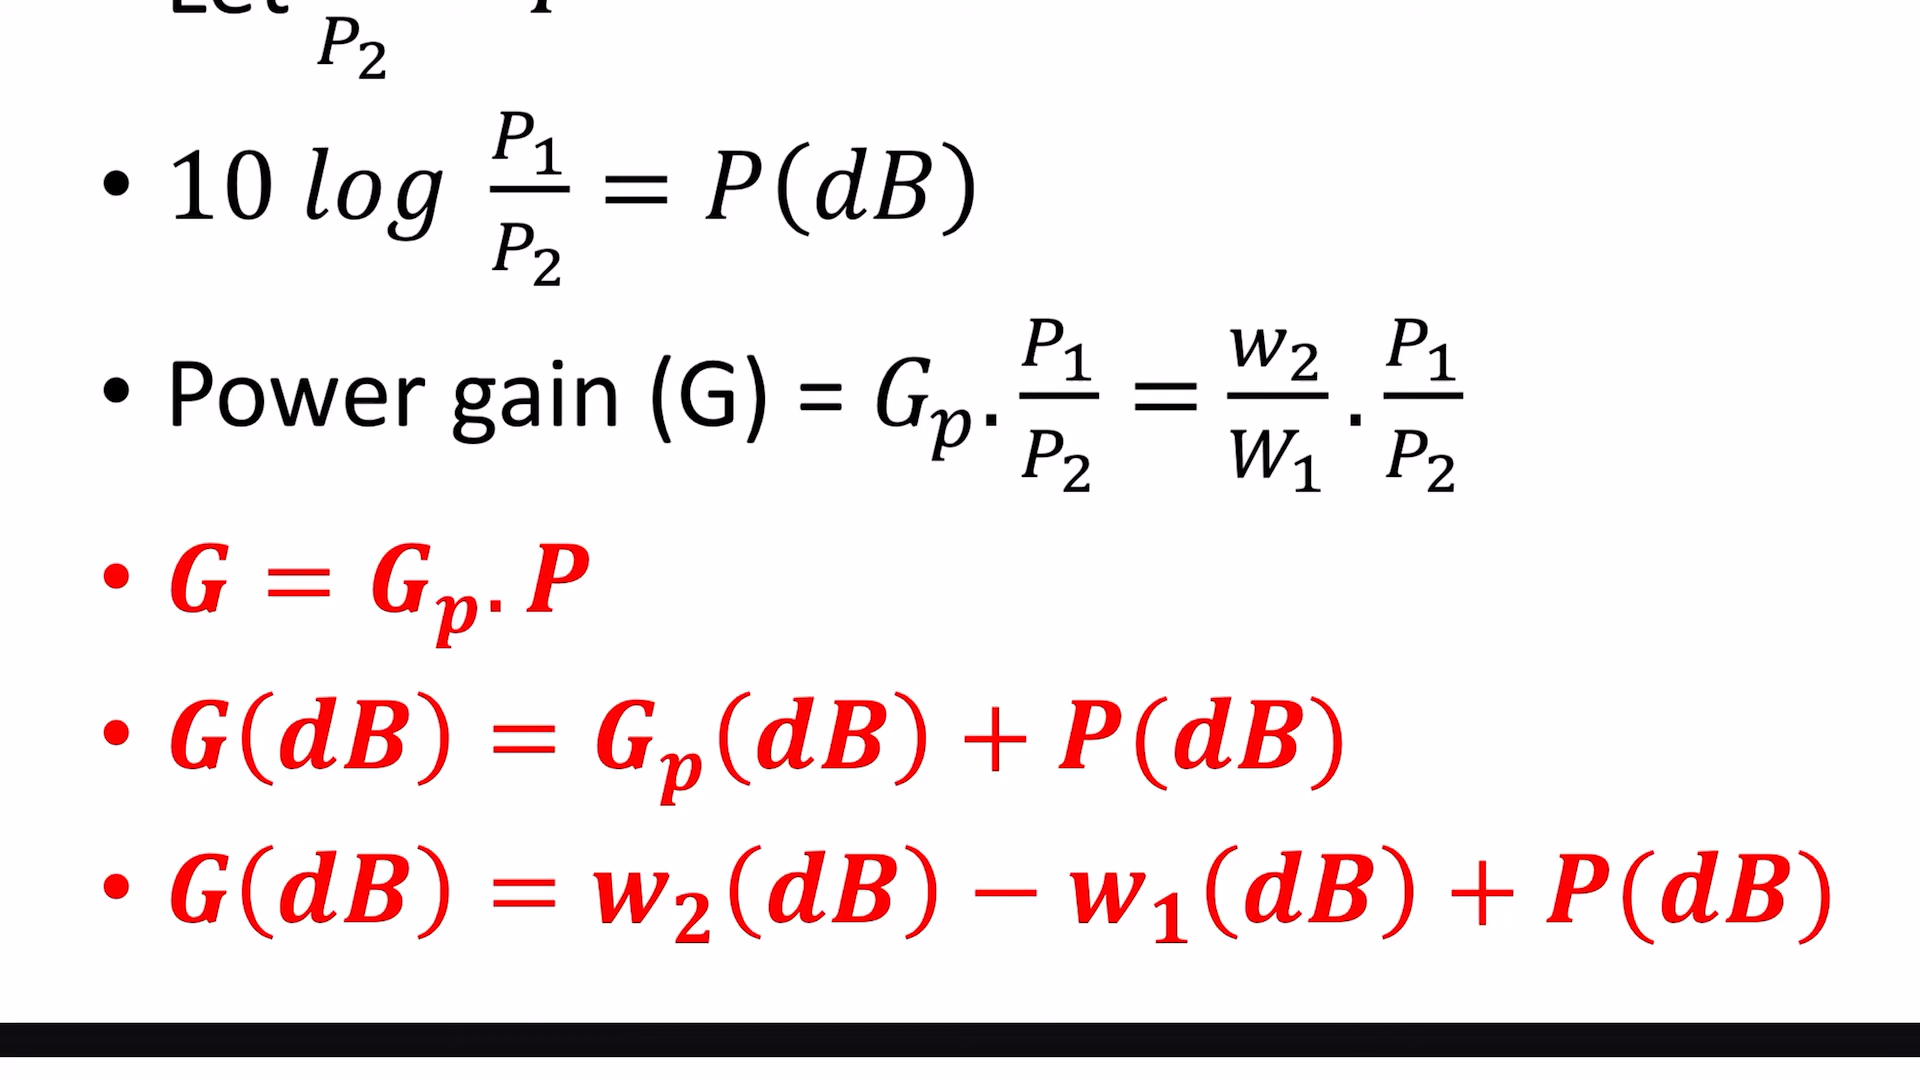 Let P₂
• 10 log P₁/P₂ = P(dB)
• Power gain (G) = Gₚ. P₁/P₂ = w₂/W₁ . P₁/P₂
• G = Gₚ. P
• G(dB) = Gₚ(dB) + P(dB)
• G(dB) = w₂(dB) − w₁(dB) + P(dB)